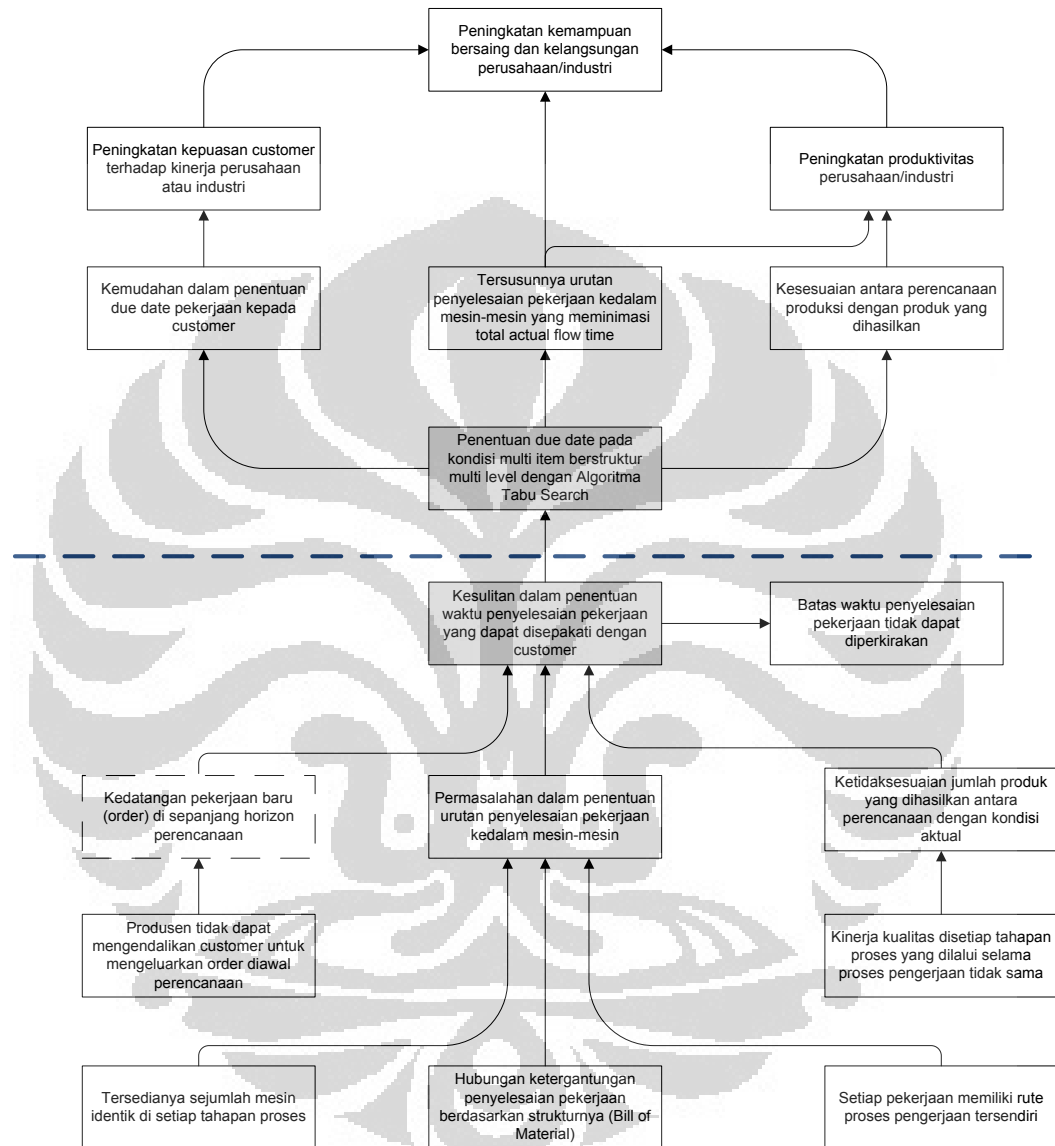 Peningkatan kemampuan
bersaing dan kelangsungan
perusahaan/industri
Peningkatan kepuasan customer
terhadap kinerja perusahaan
atau industri
Peningkatan produktivitas
perusahaan/industri
Kemudahan dalam penentuan
due date pekerjaan kepada
customer
Tersusunnya urutan
penyelesaian pekerjaan kedalam
mesin-mesin yang meminimasi
total actual flow time
Kesesuaian antara perencanaan
produksi dengan produk yang
dihasilkan
Penentuan due date pada
kondisi multi item berstruktur
multi level dengan Algoritma
Tabu Search
Kesulitan dalam penentuan
waktu penyelesaian pekerjaan
yang dapat disepakati dengan
customer
Batas waktu penyelesaian
pekerjaan tidak dapat
diperkirakan
Kedatangan pekerjaan baru
(order) di sepanjang horizon
perencanaan
Permasalahan dalam penentuan
urutan penyelesaian pekerjaan
kedalam mesin-mesin
Ketidaksesuaian jumlah produk
yang dihasilkan antara
perencanaan dengan kondisi
aktual
Produsen tidak dapat
mengendalikan customer untuk
mengeluarkan order diawal
perencanaan
Kinerja kualitas disetiap tahapan
proses yang dilalui selama
proses pengerjaan tidak sama
Tersedianya sejumlah mesin
identik di setiap tahapan proses
Hubungan ketergantungan
penyelesaian pekerjaan
berdasarkan strukturnya (Bill of
Material)
Setiap pekerjaan memiliki rute
proses pengerjaan tersendiri